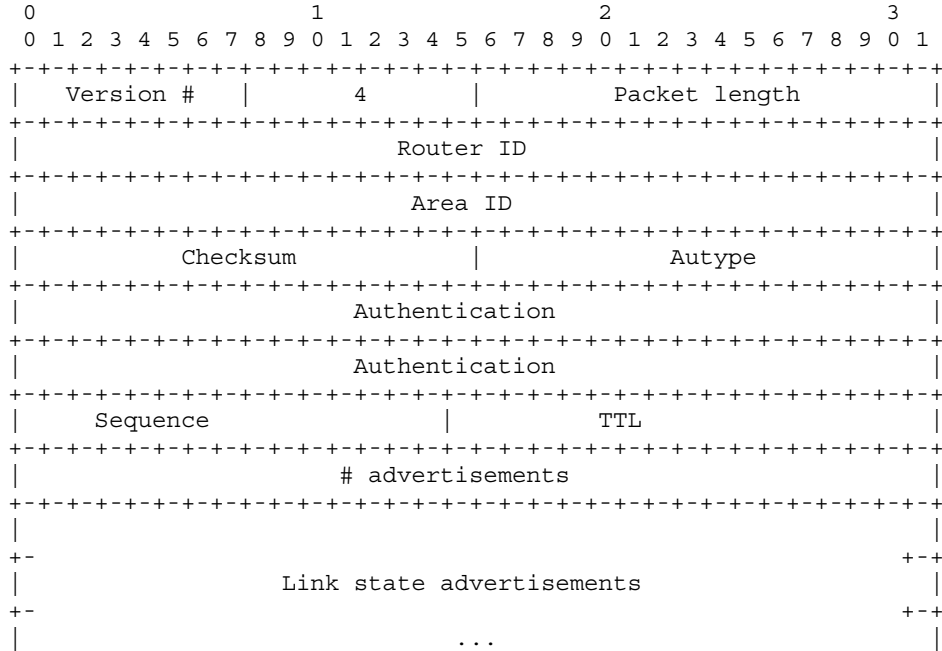 0                   1                   2                   3
 0 1 2 3 4 5 6 7 8 9 0 1 2 3 4 5 6 7 8 9 0 1 2 3 4 5 6 7 8 9 0 1
+-+-+-+-+-+-+-+-+-+-+-+-+-+-+-+-+-+-+-+-+-+-+-+-+-+-+-+-+-+-+-+-+
|   Version #   |       4       |         Packet length         |
+-+-+-+-+-+-+-+-+-+-+-+-+-+-+-+-+-+-+-+-+-+-+-+-+-+-+-+-+-+-+-+-+
|                          Router ID                            |
+-+-+-+-+-+-+-+-+-+-+-+-+-+-+-+-+-+-+-+-+-+-+-+-+-+-+-+-+-+-+-+-+
|                           Area ID                             |
+-+-+-+-+-+-+-+-+-+-+-+-+-+-+-+-+-+-+-+-+-+-+-+-+-+-+-+-+-+-+-+-+
|           Checksum            |             Autype            |
+-+-+-+-+-+-+-+-+-+-+-+-+-+-+-+-+-+-+-+-+-+-+-+-+-+-+-+-+-+-+-+-+
|                       Authentication                          |
+-+-+-+-+-+-+-+-+-+-+-+-+-+-+-+-+-+-+-+-+-+-+-+-+-+-+-+-+-+-+-+-+
|                       Authentication                          |
+-+-+-+-+-+-+-+-+-+-+-+-+-+-+-+-+-+-+-+-+-+-+-+-+-+-+-+-+-+-+-+-+
|     Sequence                |          TTL                    |
+-+-+-+-+-+-+-+-+-+-+-+-+-+-+-+-+-+-+-+-+-+-+-+-+-+-+-+-+-+-+-+-+
|                      # advertisements                         |
+-+-+-+-+-+-+-+-+-+-+-+-+-+-+-+-+-+-+-+-+-+-+-+-+-+-+-+-+-+-+-+-+
|                                                               |
+-                                                            +-+
|                  Link state advertisements                    |
+-                                                            +-+
|                              ...                              |